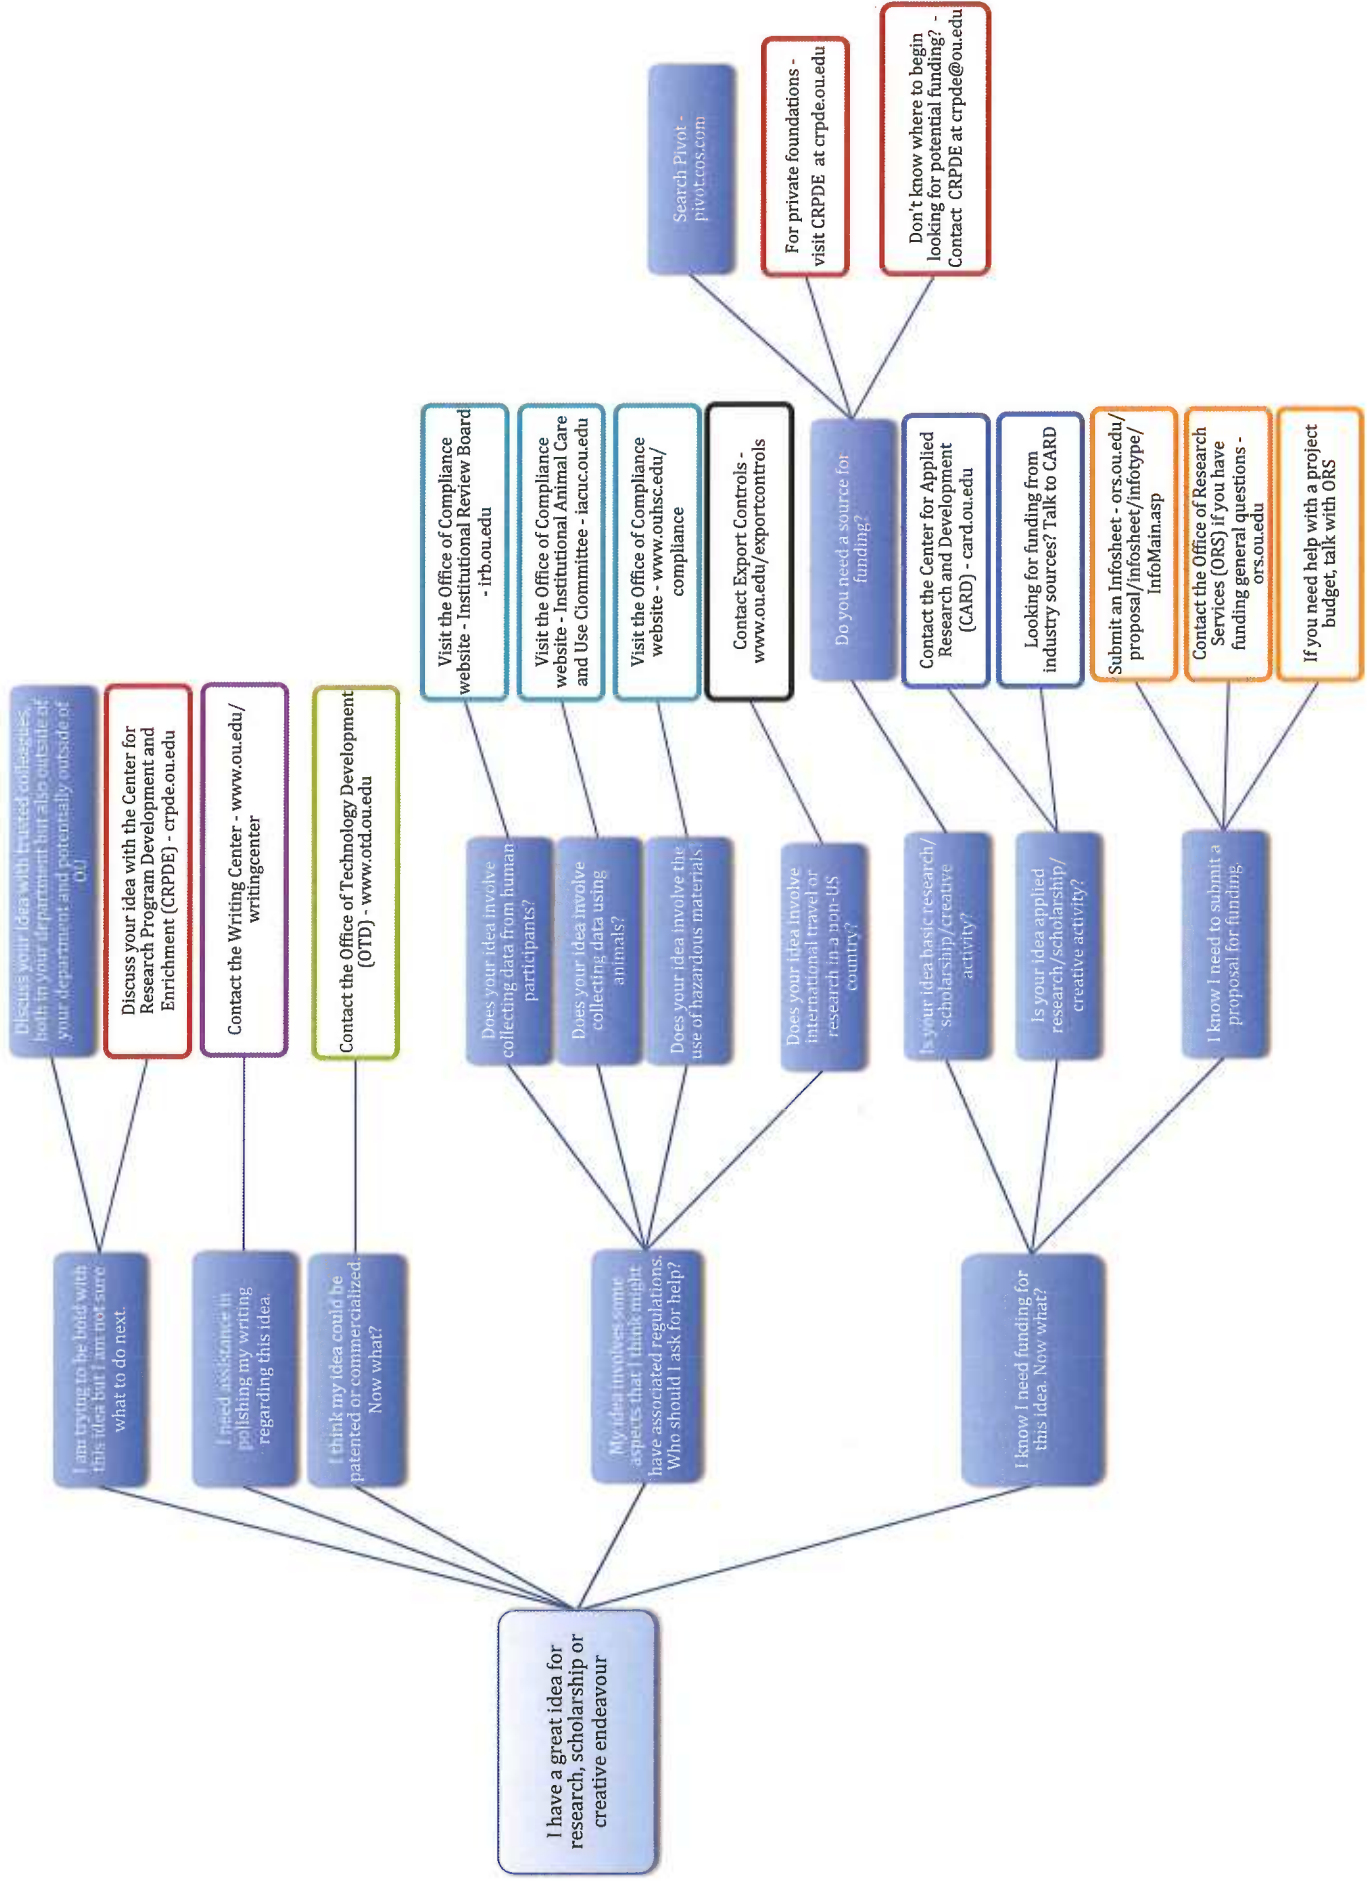 I have a great idea for
research, scholarship or
creative endeavour
I am trying to be bold with
this idea but I am not sure
what to do next.
Discuss your idea with trusted colleagues,
both in your department but also outside of
your department and potentially outside of
OU
Discuss your idea with the Center for
Research Program Development and
Enrichment (CRPDE) - crpde.ou.edu
I need assistance in
polishing my writing
regarding this idea.
Contact the Writing Center - www.ou.edu/
writingcenter
I think my idea could be
patented or commercialized.
Now what?
Contact the Office of Technology Development
(OTD) - www.otd.ou.edu
My idea involves some
aspects that I think might
have associated regulations.
Who should I ask for help?
Does your idea involve
collecting data from human
participants?
Visit the Office of Compliance
website - Institutional Review Board
- irb.ou.edu
Does your idea involve
collecting data using
animals?
Visit the Office of Compliance
website - Institutional Animal Care
and Use Ciommittee - iacuc.ou.edu
Does your idea involve the
use of hazardous materials?
Visit the Office of Compliance
website - www.ouhsc.edu/
compliance
Does your idea involve
international travel or
research in a non-US
country?
Contact Export Controls -
www.ou.edu/exportcontrols
I know I need funding for
this idea. Now what?
Is your idea basic research/
scholarship/creative
activity?
Do you need a source for
funding?
Search Pivot -
pivot.cos.com
For private foundations -
visit CRPDE at crpde.ou.edu
Don't know where to begin
looking for potential funding? -
Contact CRPDE at crpde@ou.edu
Is your idea applied
research/scholarship/
creative activity?
Contact the Center for Applied
Research and Development
(CARD) - card.ou.edu
Looking for funding from
industry sources? Talk to CARD
I know I need to submit a
proposal for funding.
Submit an Infosheet - ors.ou.edu/
proposal/infosheet/infotype/
InfoMain.asp
Contact the Office of Research
Services (ORS) if you have
funding general questions -
ors.ou.edu
If you need help with a project
budget, talk with ORS